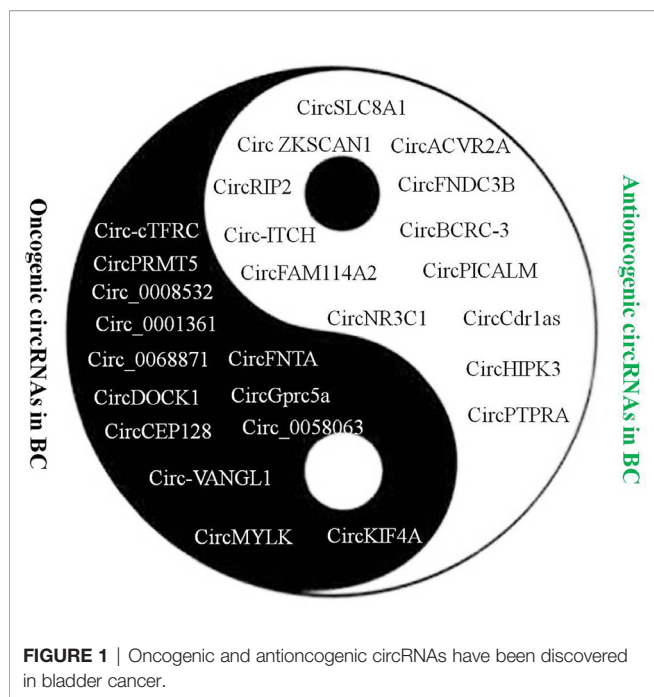 Oncogenic circRNAs in BC
Antioncogenic circRNAs in BC
CircSLC8A1
Circ ZKSCAN1
CircACVR2A
CircRIP2
CircFNDC3B
Circ-ITCH
CircBCRC-3
CircFAM114A2
CircPICALM
CircNR3C1
CircCdr1as
CircHIPK3
CircPTPRA
Circ-cTFRC
CircPRMT5
Circ_0008532
Circ_0001361
Circ_0068871
CircFNTA
CircDOCK1
CircGprc5a
CircCEP128
Circ_0058063
Circ-VANGL1
CircMYLK
CircKIF4A
FIGURE 1 | Oncogenic and antioncogenic circRNAs have been discovered
in bladder cancer.